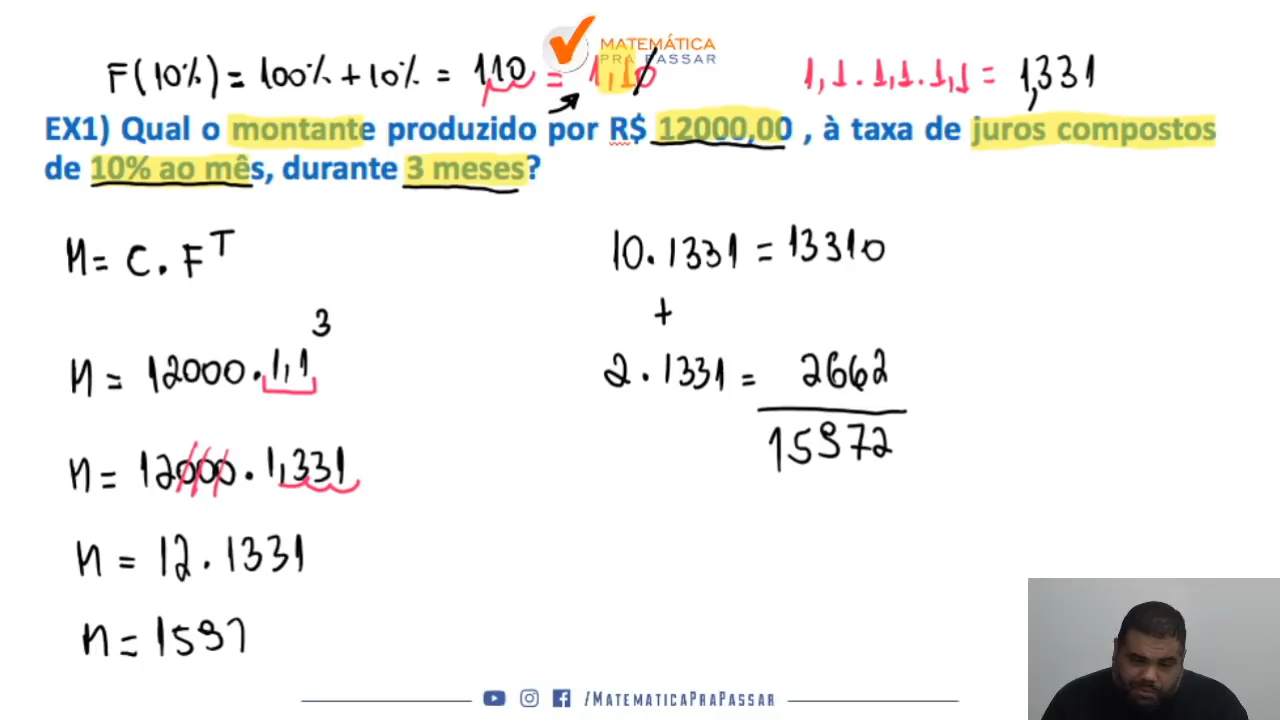 MATEMÁTICA
PRA PASSAR
F(10%) = 100% + 10% = 110 = 1,10
1,1 . 1,1 . 1,1 = 1,331
EX1) Qual o montante produzido por R$ 12000,00 , à taxa de juros compostos
de 10% ao mês, durante 3 meses?
M = C . F^T
10 . 1331 = 13310
+
M = 12000 . 1,1^3
2 . 1331 = 2662
15972
M = 12000 . 1,331
M = 12 . 1331
M = 1597
/MATEMATICAPRAPASSAR